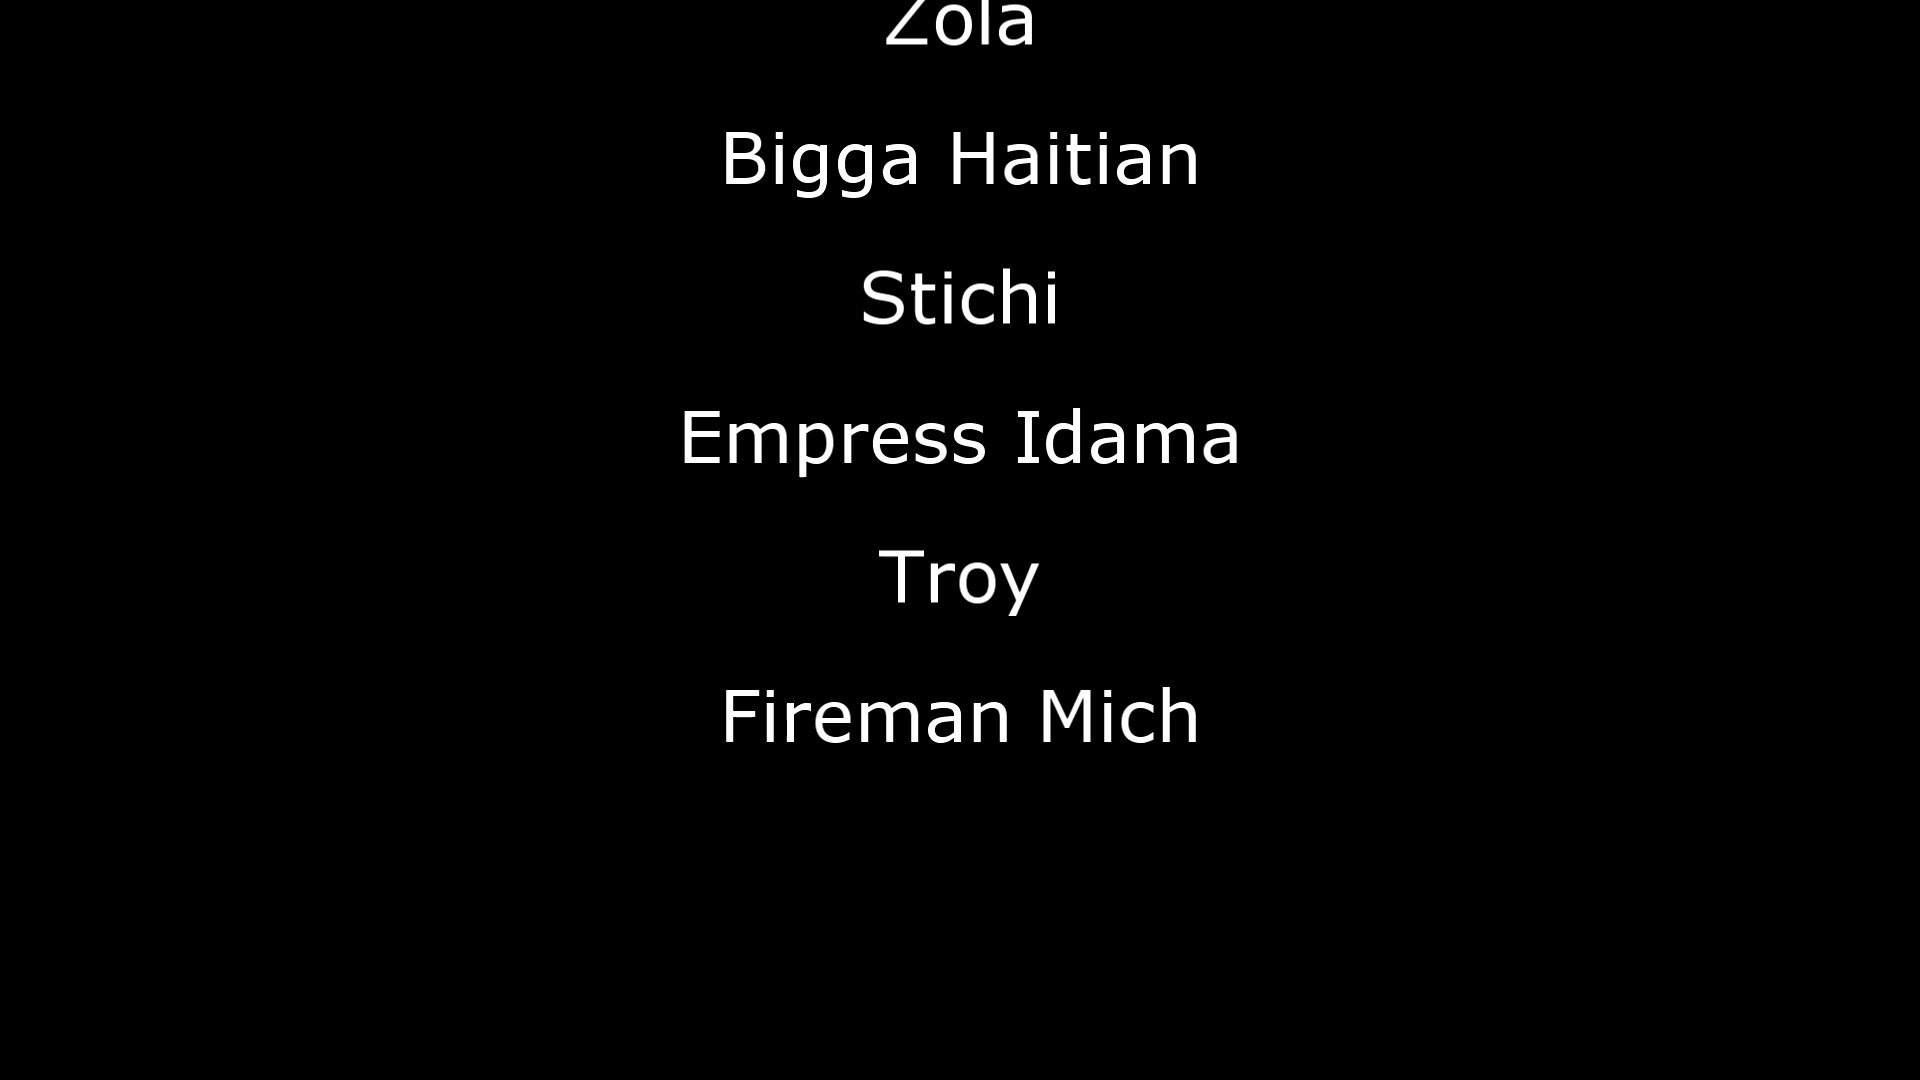 Zola
Bigga Haitian
Stichi
Empress Idama
Troy
Fireman Mich